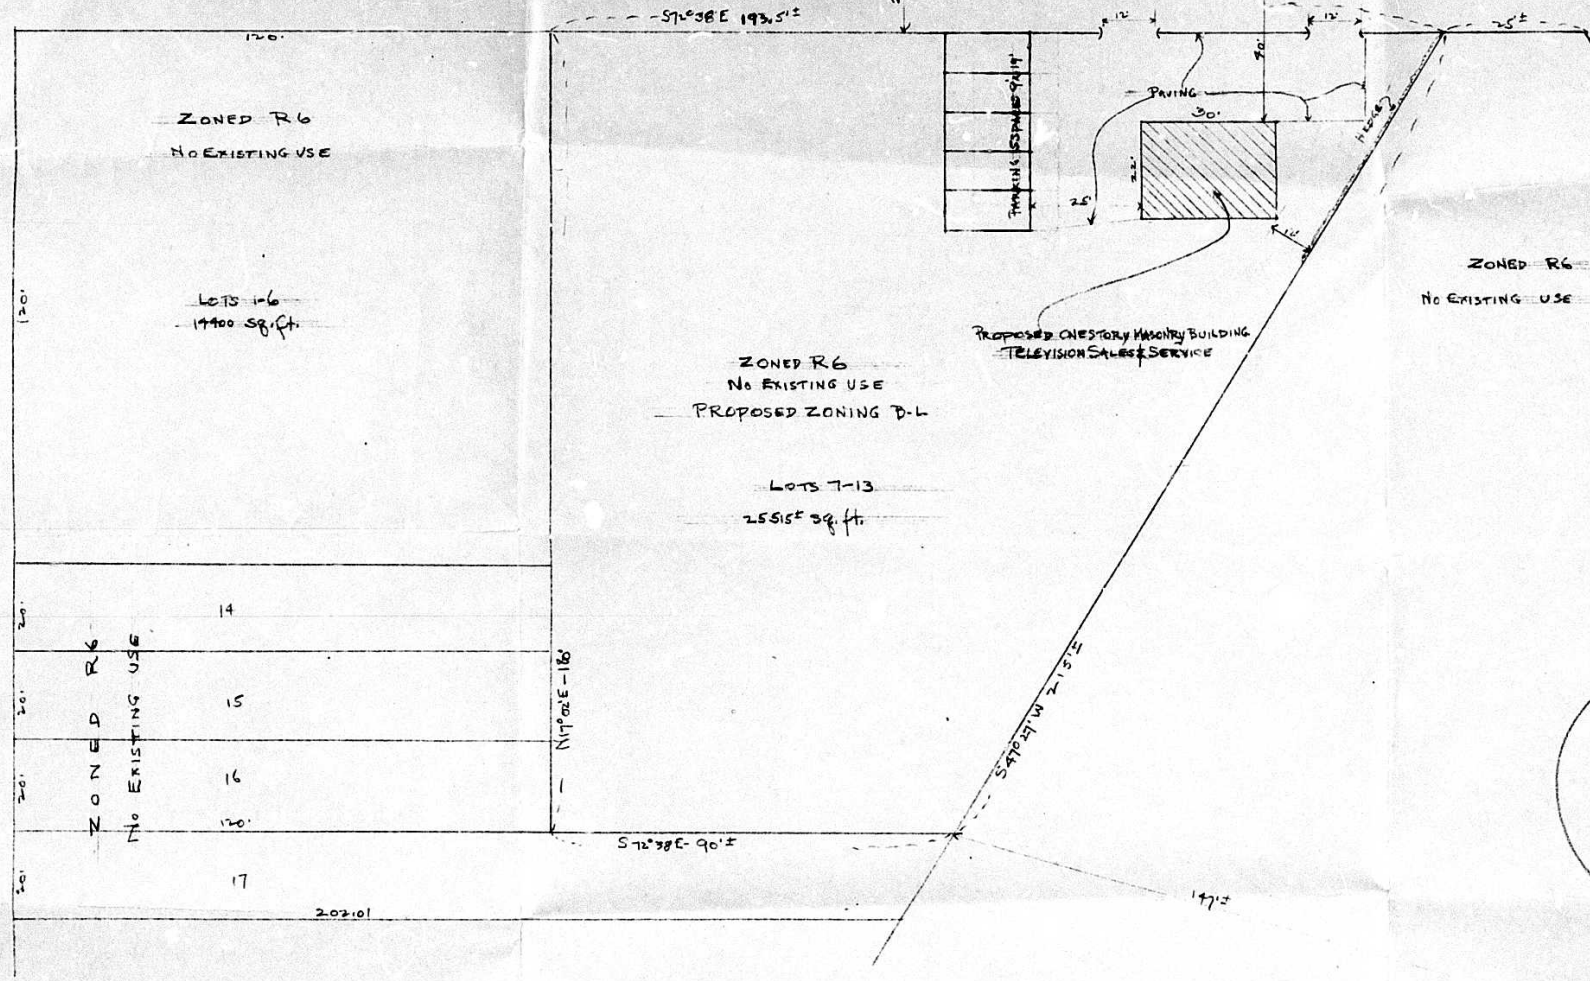 S72°38'E 193.5'±
120.
12'
12'
25'±
ZONED R6
NO EXISTING USE
LOTS 1-6
14400 sq.ft.
120'
PARKING 5 SPACES 9'x19'
PAVING
30'
22'
25'
12'
HEDGE
PROPOSED ONE STORY MASONRY BUILDING
TELEVISION SALES & SERVICE
ZONED R6
NO EXISTING USE
PROPOSED ZONING B-L
LOTS 7-13
25515± sq.ft.
ZONED R6
NO EXISTING USE
ZONED R6
NO EXISTING USE
20'
14
20'
15
20'
16
120'
20'
17
202.01
N17°02'E-180'
S72°38'E-90'±
S47°27'W 215'±
147'±